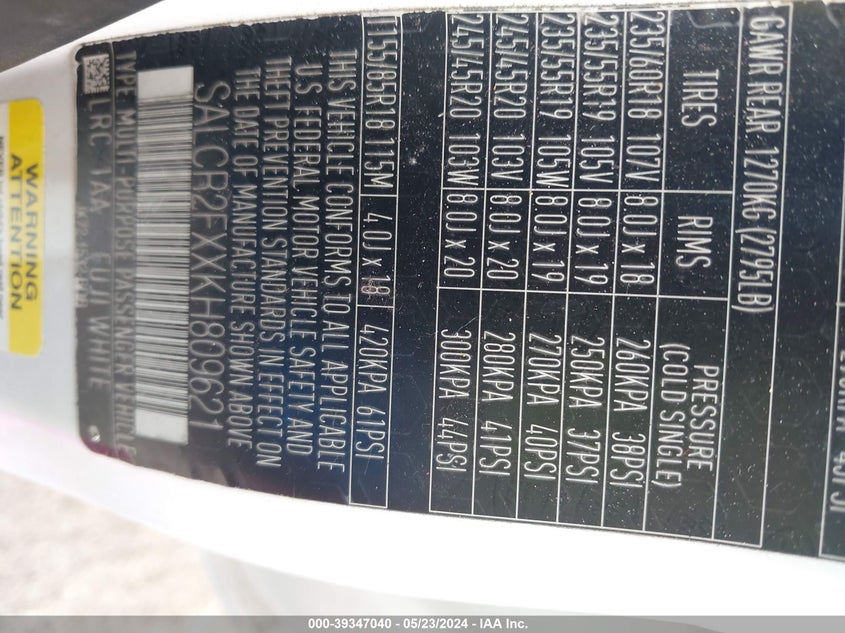 GAWR REAR 1270KG (2795LB)
TIRES RIMS PRESSURE (COLD SINGLE)
235/60R18 107V 8.0J x 18 260KPA 38PSI
235/55R19 105V 8.0J x 19 250KPA 37PSI
235/55R19 105W 8.0J x 19 270KPA 40PSI
245/45R20 103V 8.0J x 20 280KPA 41PSI
245/45R20 103W 8.0J x 20 300KPA 44PSI
T155/85R18 115M 4.0J x 18 420KPA 61PSI
THIS VEHICLE CONFORMS TO ALL APPLICABLE
U.S. FEDERAL MOTOR VEHICLE SAFETY AND
THEFT PREVENTION STANDARDS IN EFFECT ON
THE DATE OF MANUFACTURE SHOWN ABOVE
SALCR2FXXKH809621
TYPE MULTI-PURPOSE PASSENGER VEHICLE
LRC 1AA FUJI WHITE
WARNING
ATTENTION
000-39347040 — 05/23/2024 — IAA Inc.